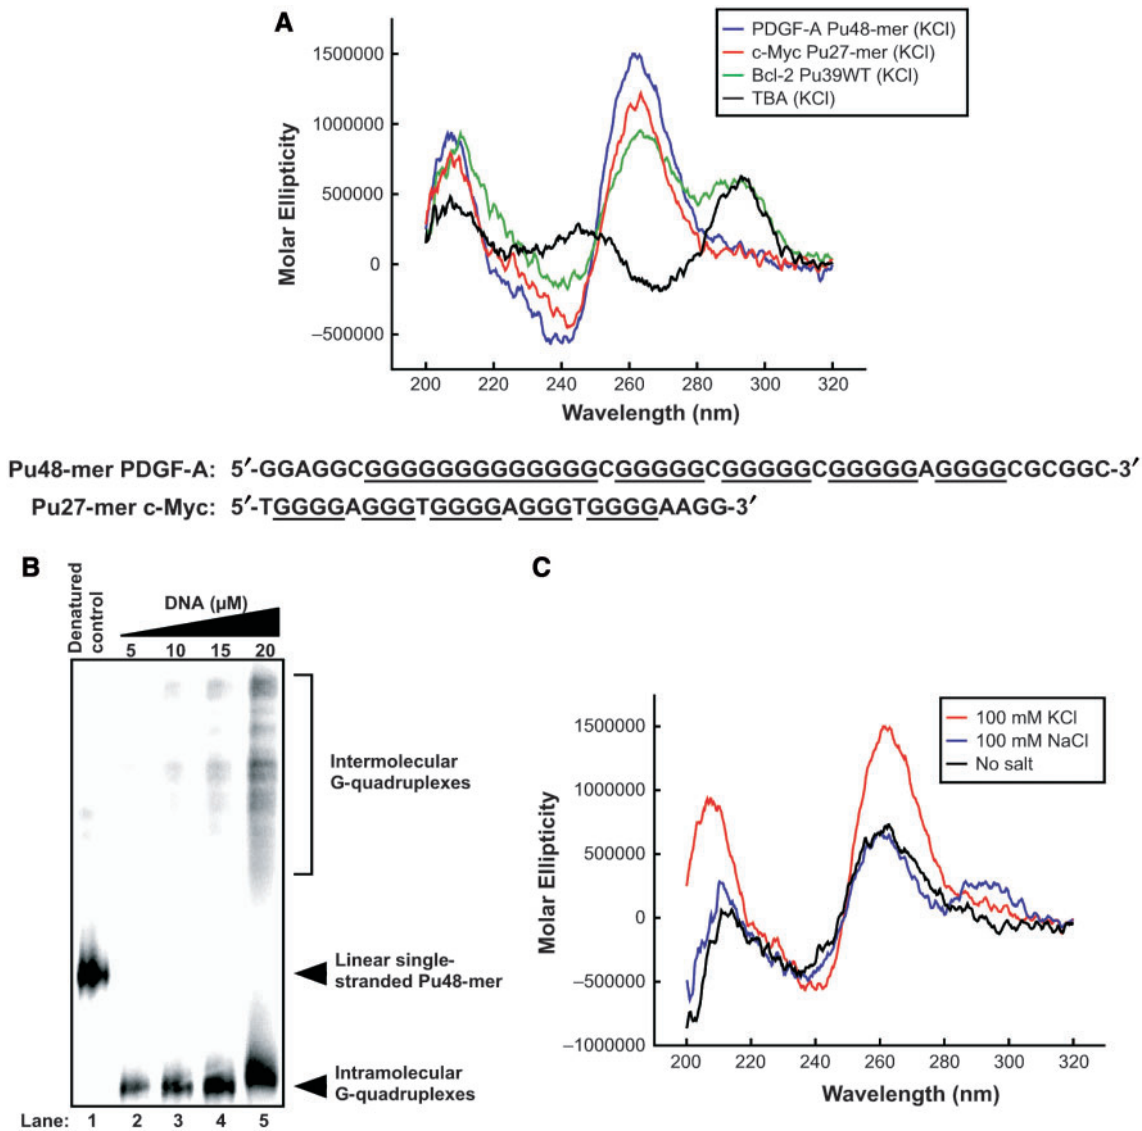 A
1500000
1000000
500000
0
−500000
Molar Ellipticity
200 220 240 260 280 300 320
Wavelength (nm)
PDGF-A Pu48-mer (KCl)
c-Myc Pu27-mer (KCl)
Bcl-2 Pu39WT (KCl)
TBA (KCl)
Pu48-mer PDGF-A: 5′-GGAGGCGGGGGGGGGGGGGCGGGGGCGGGGGCGGGGGAGGGGCGCGGC-3′
Pu27-mer c-Myc: 5′-TGGGGAGGGTGGGGAGGGTGGGGAAGG-3′
B
Denatured
control
DNA (µM)
5 10 15 20
Intermolecular
G-quadruplexes
Linear single-
stranded Pu48-mer
Intramolecular
G-quadruplexes
Lane: 1 2 3 4 5
C
1500000
1000000
500000
0
−500000
−1000000
Molar Ellipticity
200 220 240 260 280 300 320
Wavelength (nm)
100 mM KCl
100 mM NaCl
No salt